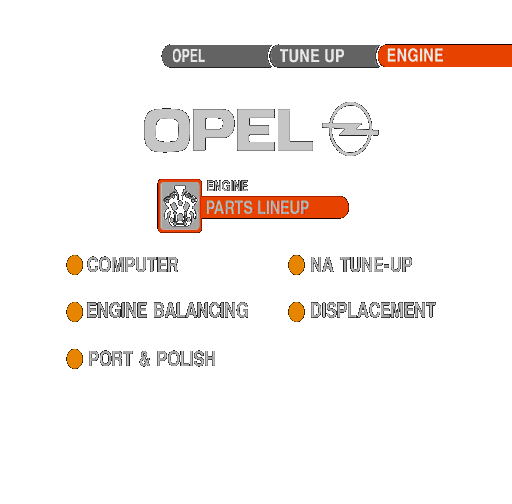 OPEL TUNE UP ENGINE
OPEL
ENGINE
PARTS LINEUP
COMPUTER NA TUNE-UP
ENGINE BALANCING DISPLACEMENT
PORT & POLISH